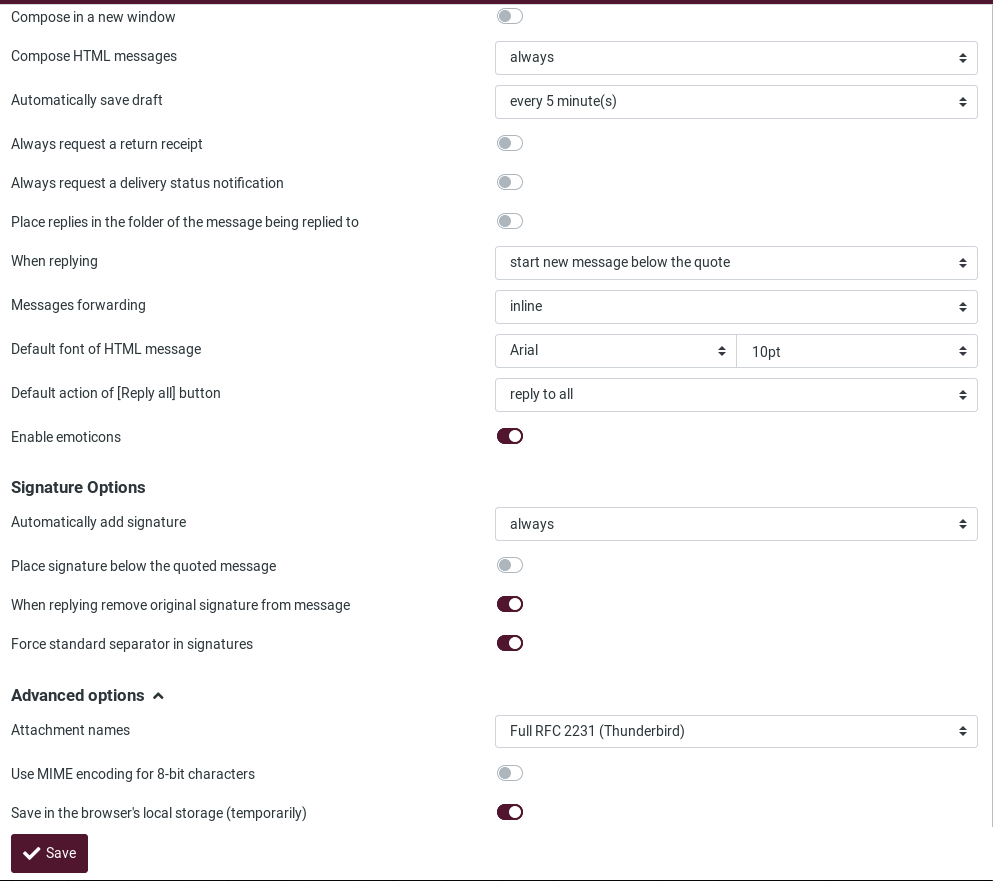 Compose in a new window
Compose HTML messages always
Automatically save draft every 5 minute(s)
Always request a return receipt
Always request a delivery status notification
Place replies in the folder of the message being replied to
When replying start new message below the quote
Messages forwarding inline
Default font of HTML message Arial 10pt
Default action of [Reply all] button reply to all
Enable emoticons
Signature Options
Automatically add signature always
Place signature below the quoted message
When replying remove original signature from message
Force standard separator in signatures
Advanced options
Attachment names Full RFC 2231 (Thunderbird)
Use MIME encoding for 8-bit characters
Save in the browser's local storage (temporarily)
Save